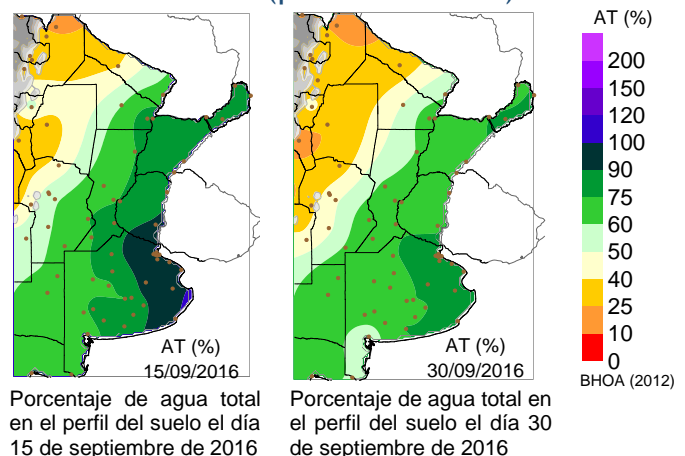 AT (%)
200
150
120
100
90
75
60
50
40
25
10
0
BHOA (2012)
AT (%)
15/09/2016
AT (%)
30/09/2016
Porcentaje de agua total
en el perfil del suelo el día
15 de septiembre de 2016
Porcentaje de agua total en
el perfil del suelo el día 30
de septiembre de 2016